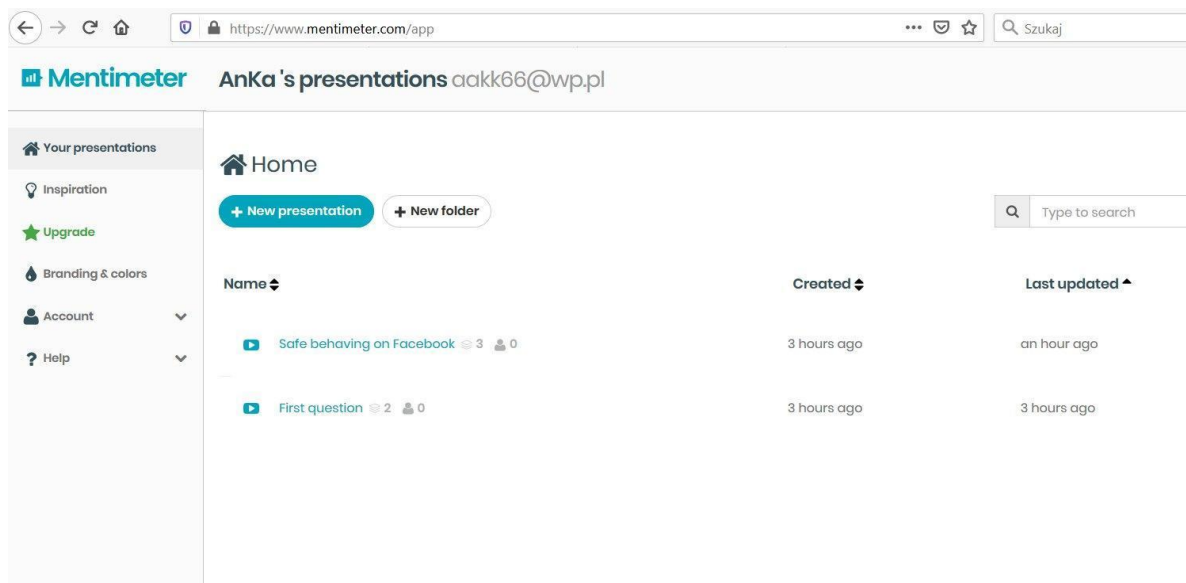 https://www.mentimeter.com/app
Szukaj
Mentimeter
AnKa 's presentations aakk66@wp.pl
Your presentations
Inspiration
Upgrade
Branding & colors
Account
? Help
Home
+ New presentation
+ New folder
Type to search
Name Created Last updated
Safe behaving on Facebook 3 0 3 hours ago an hour ago
First question 2 0 3 hours ago 3 hours ago